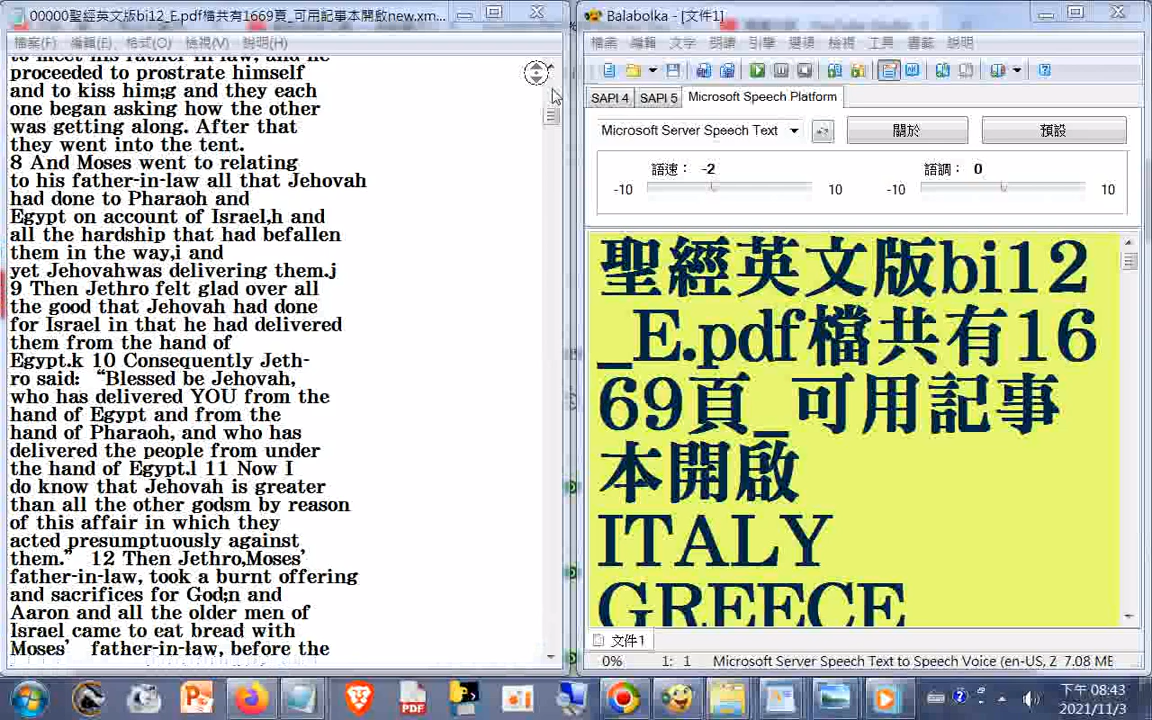 00000聖經英文版bi12_E.pdf檔共有1669頁_可用記事本開啟new.xm...
檔案(F) 編輯(E) 格式(O) 檢視(V) 說明(H)
to meet his father-in-law, and he
proceeded to prostrate himself
and to kiss him;g and they each
one began asking how the other
was getting along. After that
they went into the tent.
8 And Moses went to relating
to his father-in-law all that Jehovah
had done to Pharaoh and
Egypt on account of Israel,h and
all the hardship that had befallen
them in the way,i and
yet Jehovahwas delivering them.j
9 Then Jethro felt glad over all
the good that Jehovah had done
for Israel in that he had delivered
them from the hand of
Egypt.k 10 Consequently Jeth-
ro said: “Blessed be Jehovah,
who has delivered YOU from the
hand of Egypt and from the
hand of Pharaoh, and who has
delivered the people from under
the hand of Egypt.l 11 Now I
do know that Jehovah is greater
than all the other godsm by reason
of this affair in which they
acted presumptuously against
them.” 12 Then Jethro,Moses’
father-in-law, took a burnt offering
and sacrifices for God;n and
Aaron and all the older men of
Israel came to eat bread with
Moses’ father-in-law, before the
Balabolka - [文件1]
檔案 編輯 文字 朗讀 引擎 選項 檢視 工具 書籤 說明
SAPI 4 SAPI 5 Microsoft Speech Platform
Microsoft Server Speech Text 關於 預設
語速: -2 語調: 0
-10 10 -10 10
聖經英文版bi12
_E.pdf檔共有16
69頁_可用記事
本開啟
ITALY
GREECE
文件1
0% 1: 1 Microsoft Server Speech Text to Speech Voice (en-US, Z 7.08 ME
PDF
下午 08:43
2021/11/3